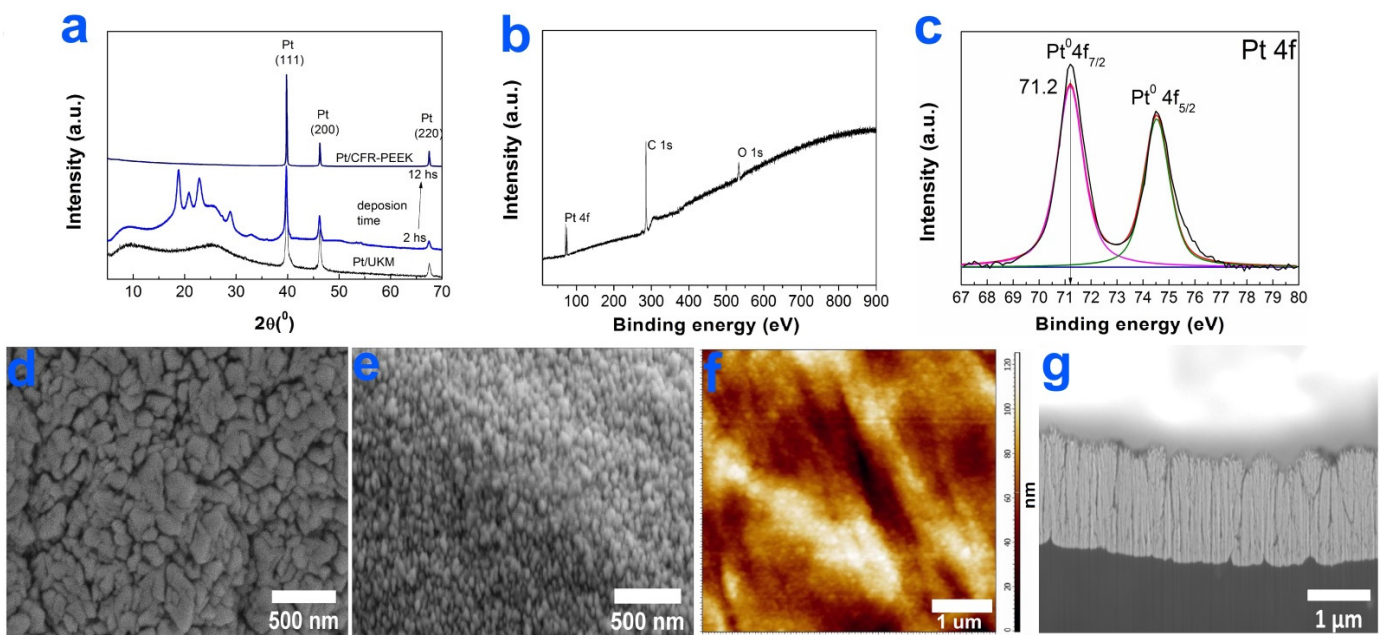 a
Pt
(111)
Pt
(200)
Pt
(220)
Pt/CFR-PEEK
12 hs
deposion
time
2 hs
Pt/UKM
Intensity (a.u.)
10 20 30 40 50 60 70
2θ(⁰)
b
C 1s
O 1s
Pt 4f
Intensity (a.u.)
0 100 200 300 400 500 600 700 800 900
Binding energy (eV)
c
Pt⁰4f₇/₂
Pt 4f
71.2
Pt⁰ 4f₅/₂
Intensity (a.u.)
67 68 69 70 71 72 73 74 75 76 77 78 79 80
Binding energy (eV)
d
500 nm
e
500 nm
f
1 um
0 20 40 60 80 100 120
nm
g
1 µm